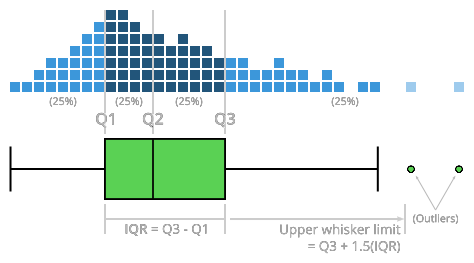 (25%) (25%) (25%) (25%)
Q1 Q2 Q3
IQR = Q3 - Q1
Upper whisker limit
= Q3 + 1.5(IQR)
(Outliers)